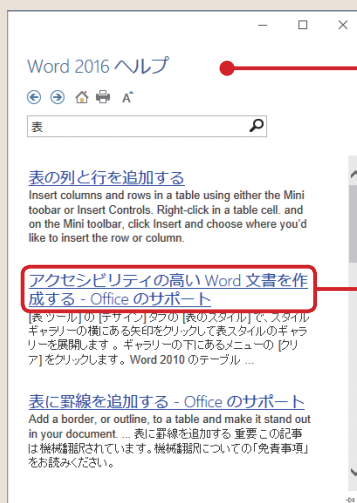 Word 2016 ヘルプ
表
表の列と行を追加する
Insert columns and rows in a table using either the Mini
toobar or Insert Controls. Right-click in a table cell. and
on the Mini toolbar, click Insert and choose where you'd
like to insert the row or column.
アクセシビリティの高い Word 文書を作
成する - Office のサポート
[表 ツール] の [デザイン] タブの [表のスタイル] で、スタイル
ギャラリーの横にある矢印をクリックして表スタイルのギャラ
リーを展開します 。ギャラリーの下にあるメニューの [クリ
ア] をクリックします。Word 2010 のテーブル ...
表に罫線を追加する - Office のサポート
Add a border, or outline, to a table and make it stand out
in your document. ... 表に罫線を追加する 重要 この記事
は機械翻訳されています。機械翻訳についての「免責事項」
をお読みください。